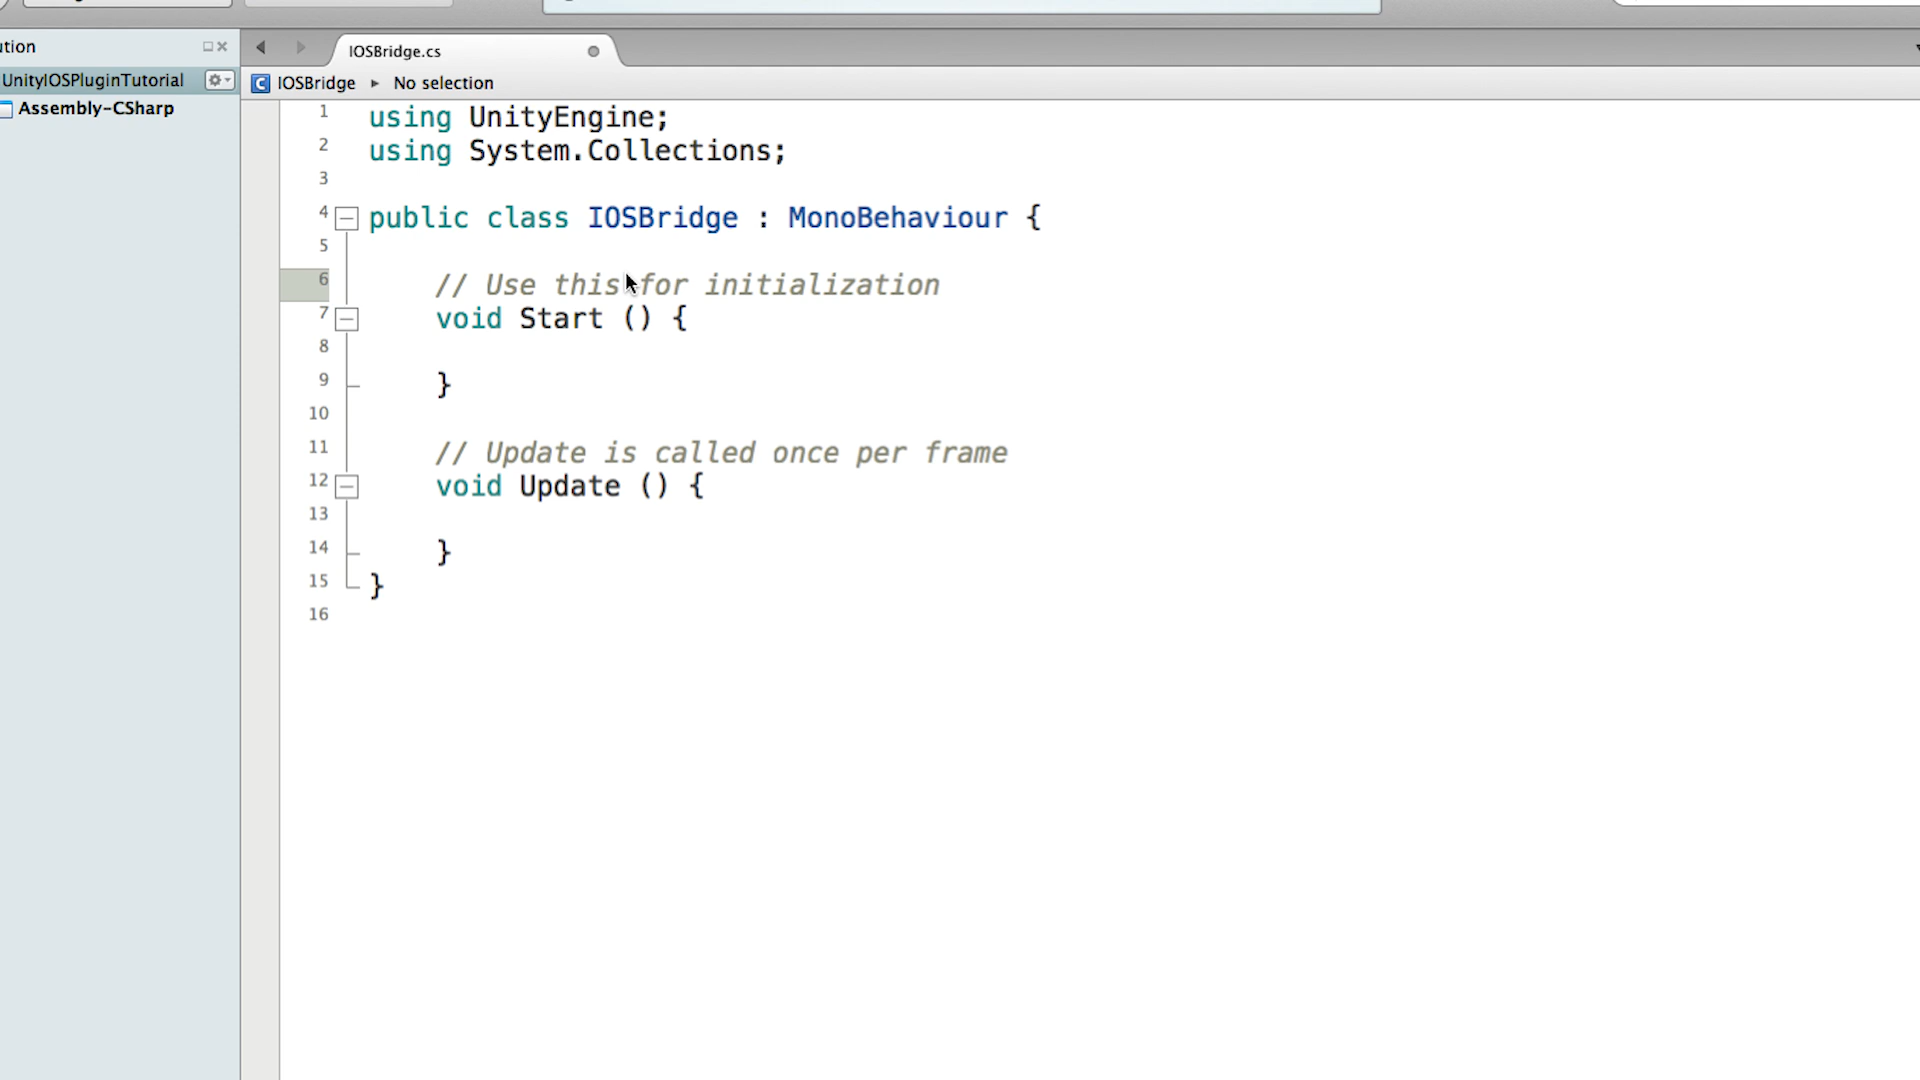 ution
IOSBridge.cs
UnityIOSPluginTutorial
IOSBridge ▸ No selection
Assembly-CSharp
1 using UnityEngine;
2 using System.Collections;
3
4 public class IOSBridge : MonoBehaviour {
5
6 // Use this for initialization
7 void Start () {
8
9 }
10
11 // Update is called once per frame
12 void Update () {
13
14 }
15 }
16